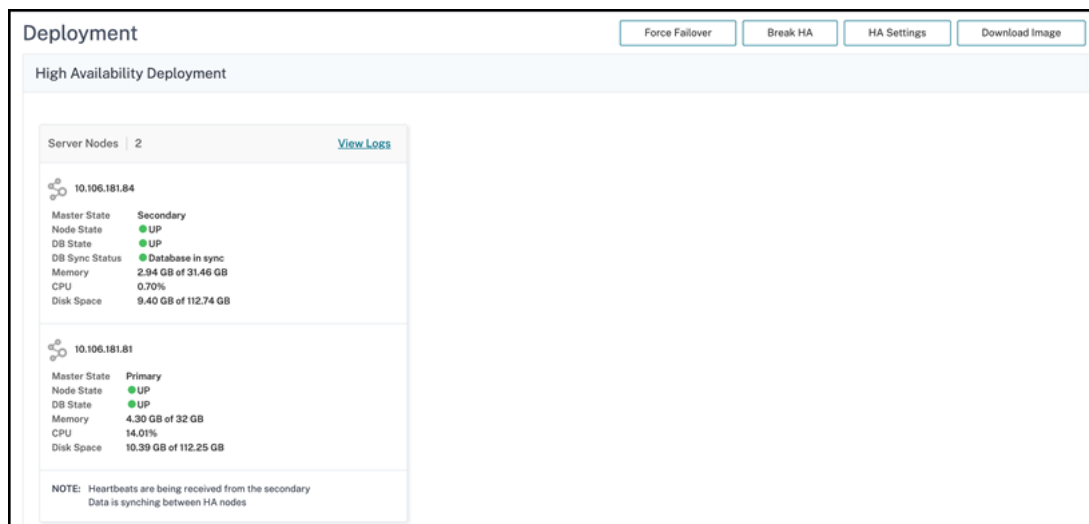 Deployment
Force Failover
Break HA
HA Settings
Download Image
High Availability Deployment
Server Nodes | 2
View Logs
10.106.181.84
Master State Secondary
Node State UP
DB State UP
DB Sync Status Database in sync
Memory 2.94 GB of 31.46 GB
CPU 0.70%
Disk Space 9.40 GB of 112.74 GB
10.106.181.81
Master State Primary
Node State UP
DB State UP
Memory 4.30 GB of 32 GB
CPU 14.01%
Disk Space 10.39 GB of 112.25 GB
NOTE: Heartbeats are being received from the secondary
Data is synching between HA nodes